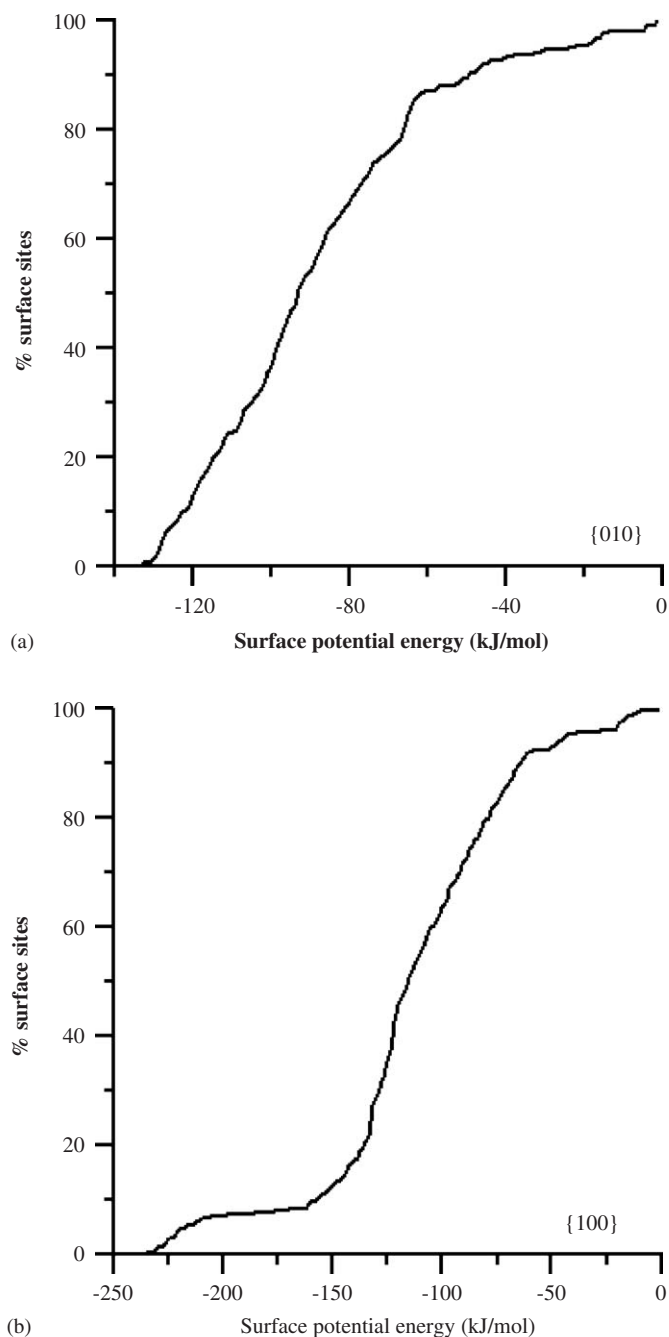 100
80
60
40
20
0
% surface sites
{010}
-120 -80 -40 0
(a) Surface potential energy (kJ/mol)
100
80
60
40
20
0
% surface sites
{100}
-250 -200 -150 -100 -50 0
(b) Surface potential energy (kJ/mol)